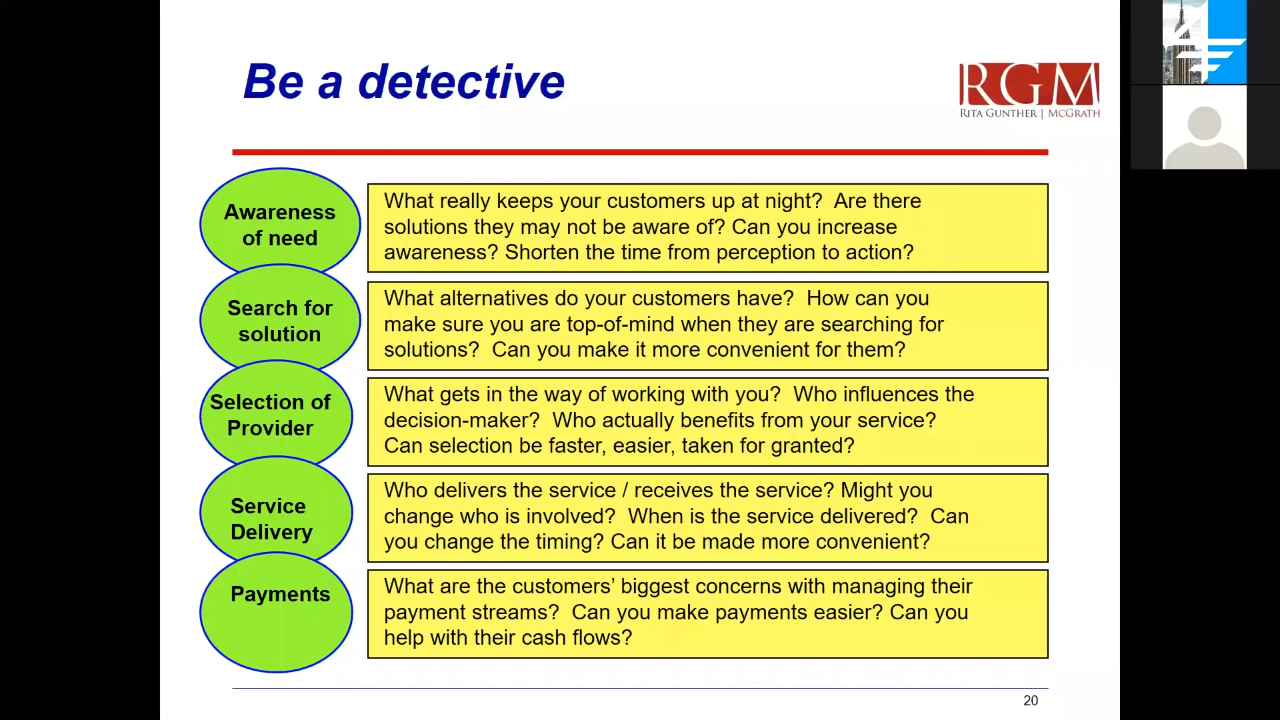 Be a detective
RGM
RITA GUNTHER | MCGRATH
Awareness
of need
What really keeps your customers up at night?  Are there
solutions they may not be aware of? Can you increase
awareness? Shorten the time from perception to action?
Search for
solution
What alternatives do your customers have?  How can you
make sure you are top-of-mind when they are searching for
solutions?  Can you make it more convenient for them?
Selection of
Provider
What gets in the way of working with you?  Who influences the
decision-maker?  Who actually benefits from your service?
Can selection be faster, easier, taken for granted?
Service
Delivery
Who delivers the service / receives the service? Might you
change who is involved?  When is the service delivered?  Can
you change the timing? Can it be made more convenient?
Payments
What are the customers’ biggest concerns with managing their
payment streams?  Can you make payments easier? Can you
help with their cash flows?
20